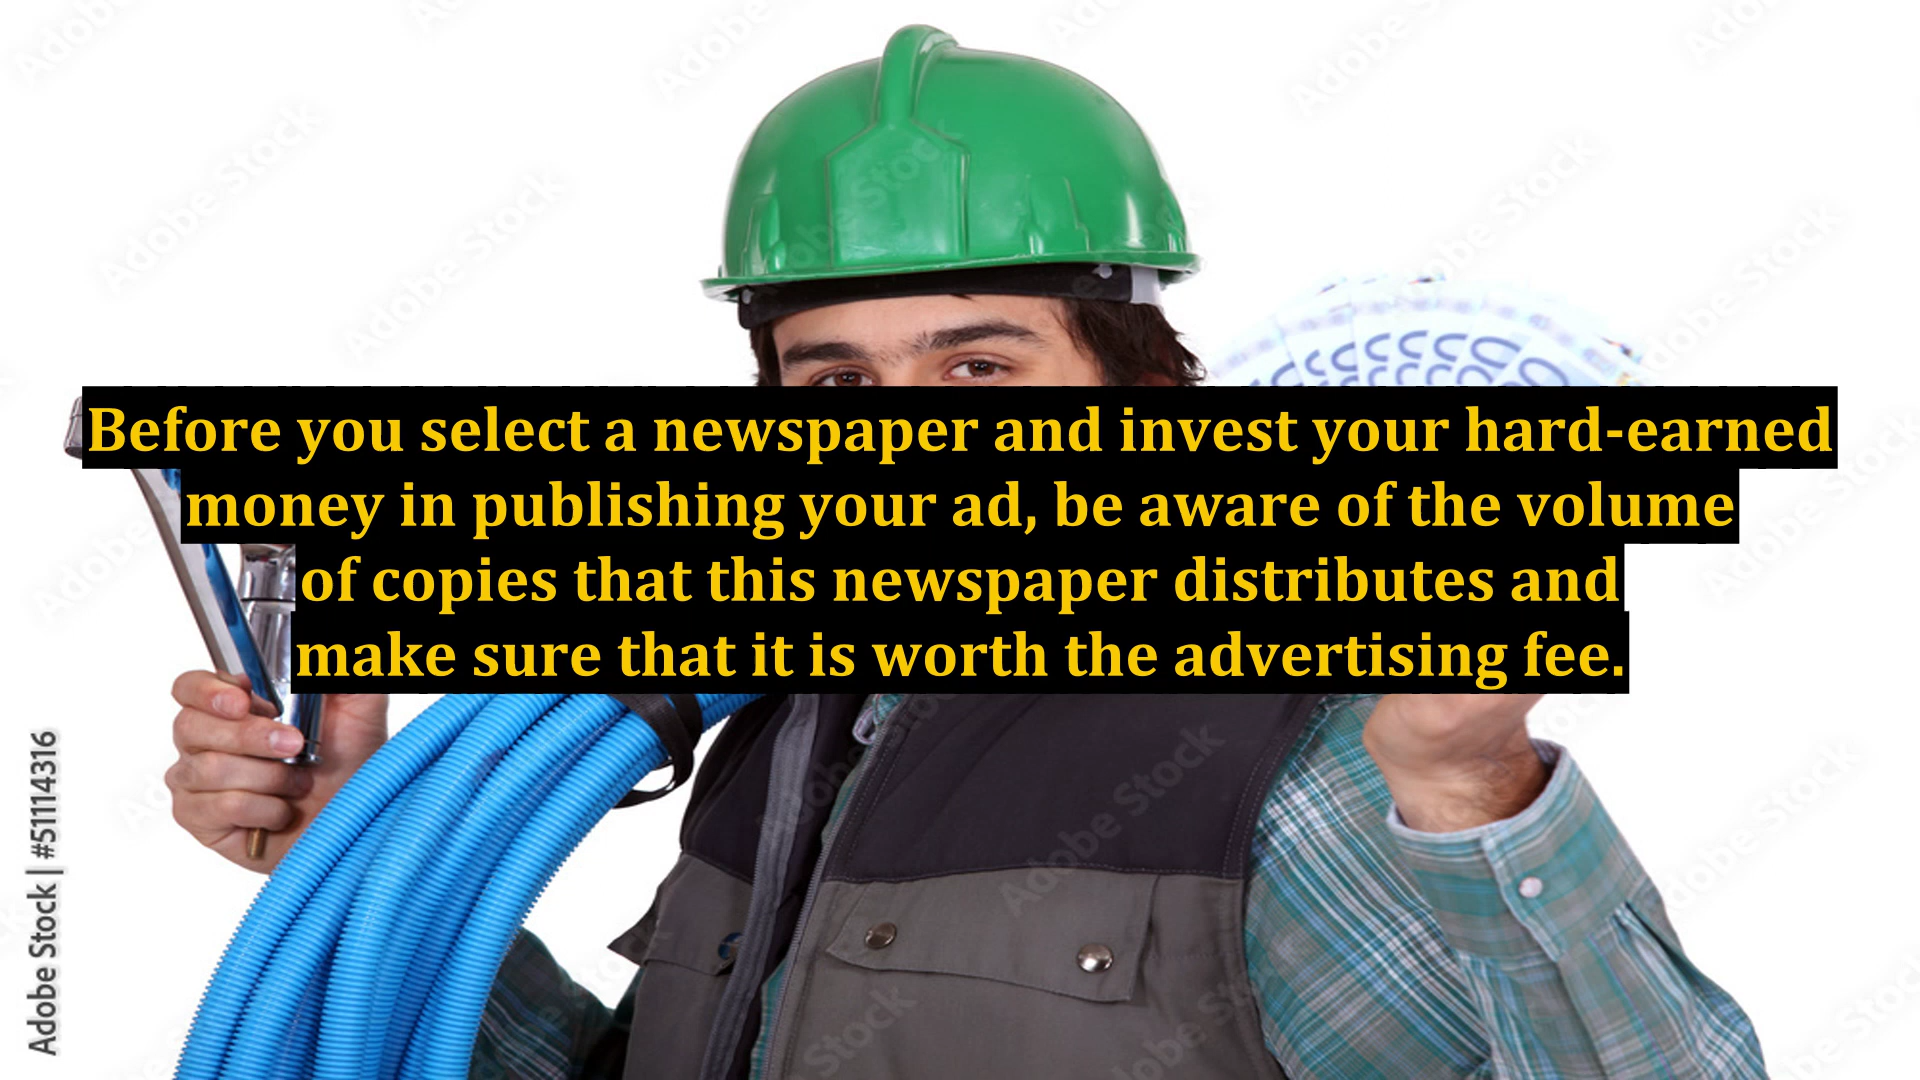 Before you select a newspaper and invest your hard-earned
money in publishing your ad, be aware of the volume
of copies that this newspaper distributes and
make sure that it is worth the advertising fee.
Adobe Stock | #51114316